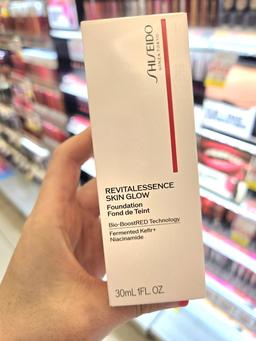 SHISEIDO
GINZA TOKYO
REVITALESSENCE
SKIN GLOW
Foundation
Fond de Teint
Bio-BoostRED Technology
Fermented Kefir+
Niacinamide
30mL 1FL.OZ.